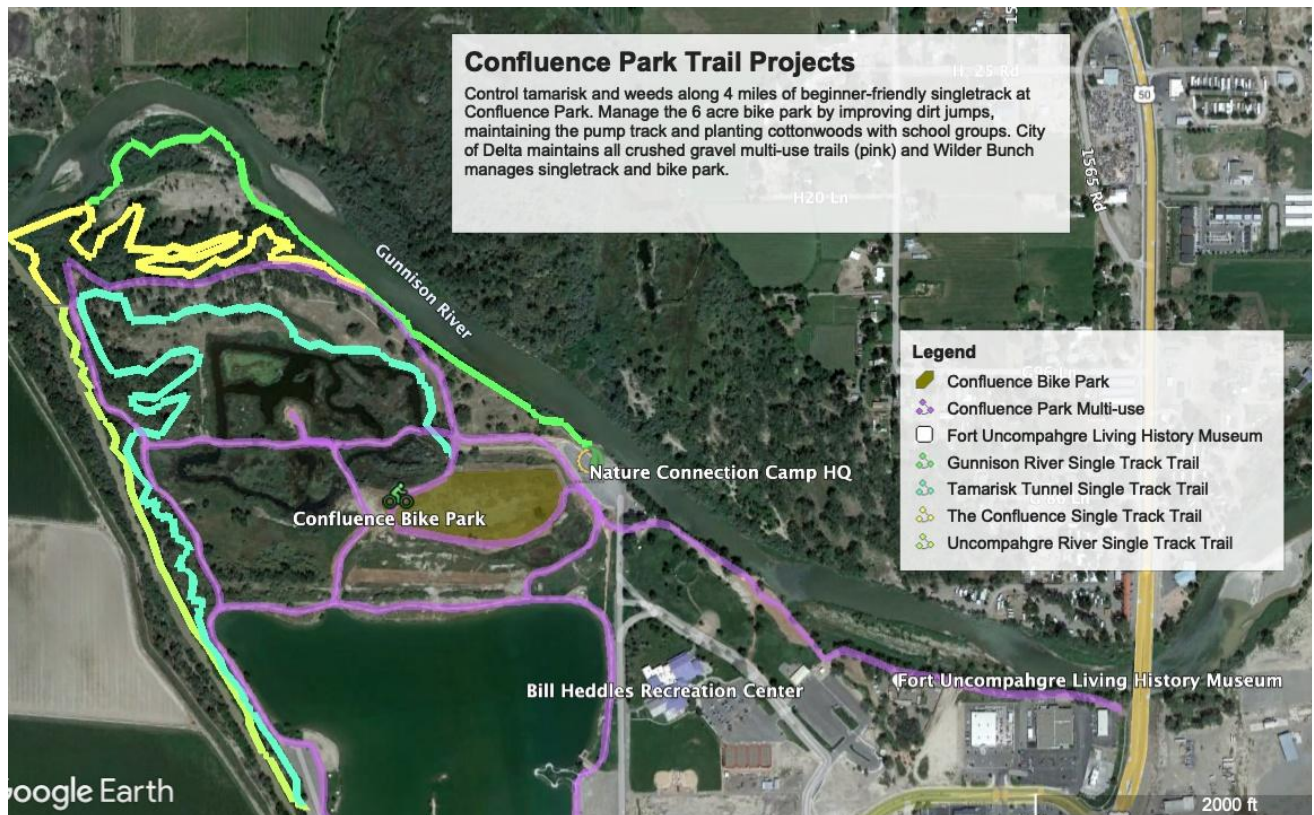 Confluence Park Trail Projects
Control tamarisk and weeds along 4 miles of beginner-friendly singletrack at
Confluence Park. Manage the 6 acre bike park by improving dirt jumps,
maintaining the pump track and planting cottonwoods with school groups. City
of Delta maintains all crushed gravel multi-use trails (pink) and Wilder Bunch
manages singletrack and bike park.
H. 25 Rd
50
1565 Rd
H20 Ln
Gunnison River
Legend
Confluence Bike Park
Confluence Park Multi-use
Fort Uncompahgre Living History Museum
Gunnison River Single Track Trail
Tamarisk Tunnel Single Track Trail
The Confluence Single Track Trail
Uncompahgre River Single Track Trail
Nature Connection Camp HQ
Confluence Bike Park
Fort Uncompahgre Living History Museum
Bill Heddles Recreation Center
Google Earth
2000 ft